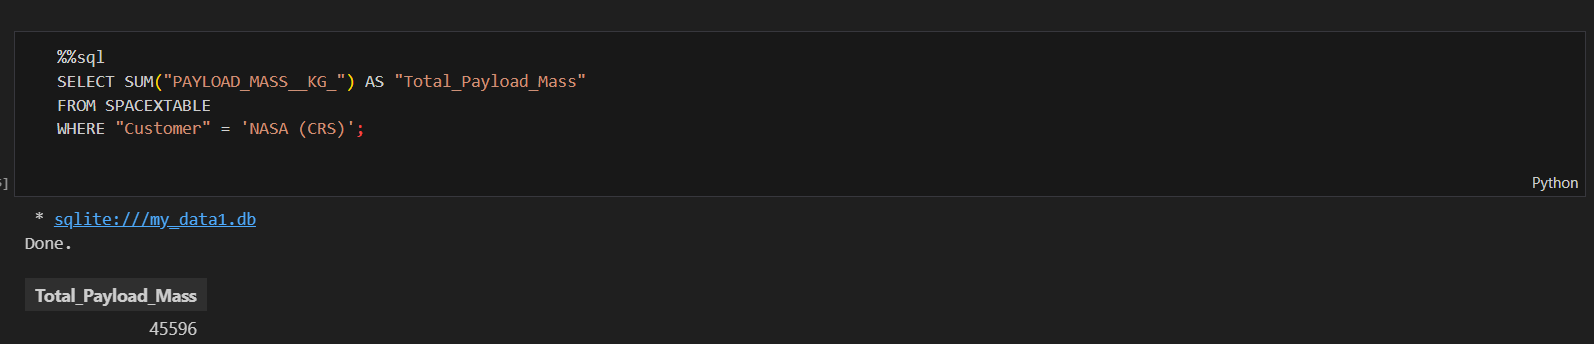 %%sql
SELECT SUM("PAYLOAD_MASS__KG_") AS "Total_Payload_Mass"
FROM SPACEXTABLE
WHERE "Customer" = 'NASA (CRS)';
]
Python
* sqlite:///my_data1.db
Done.
Total_Payload_Mass
45596